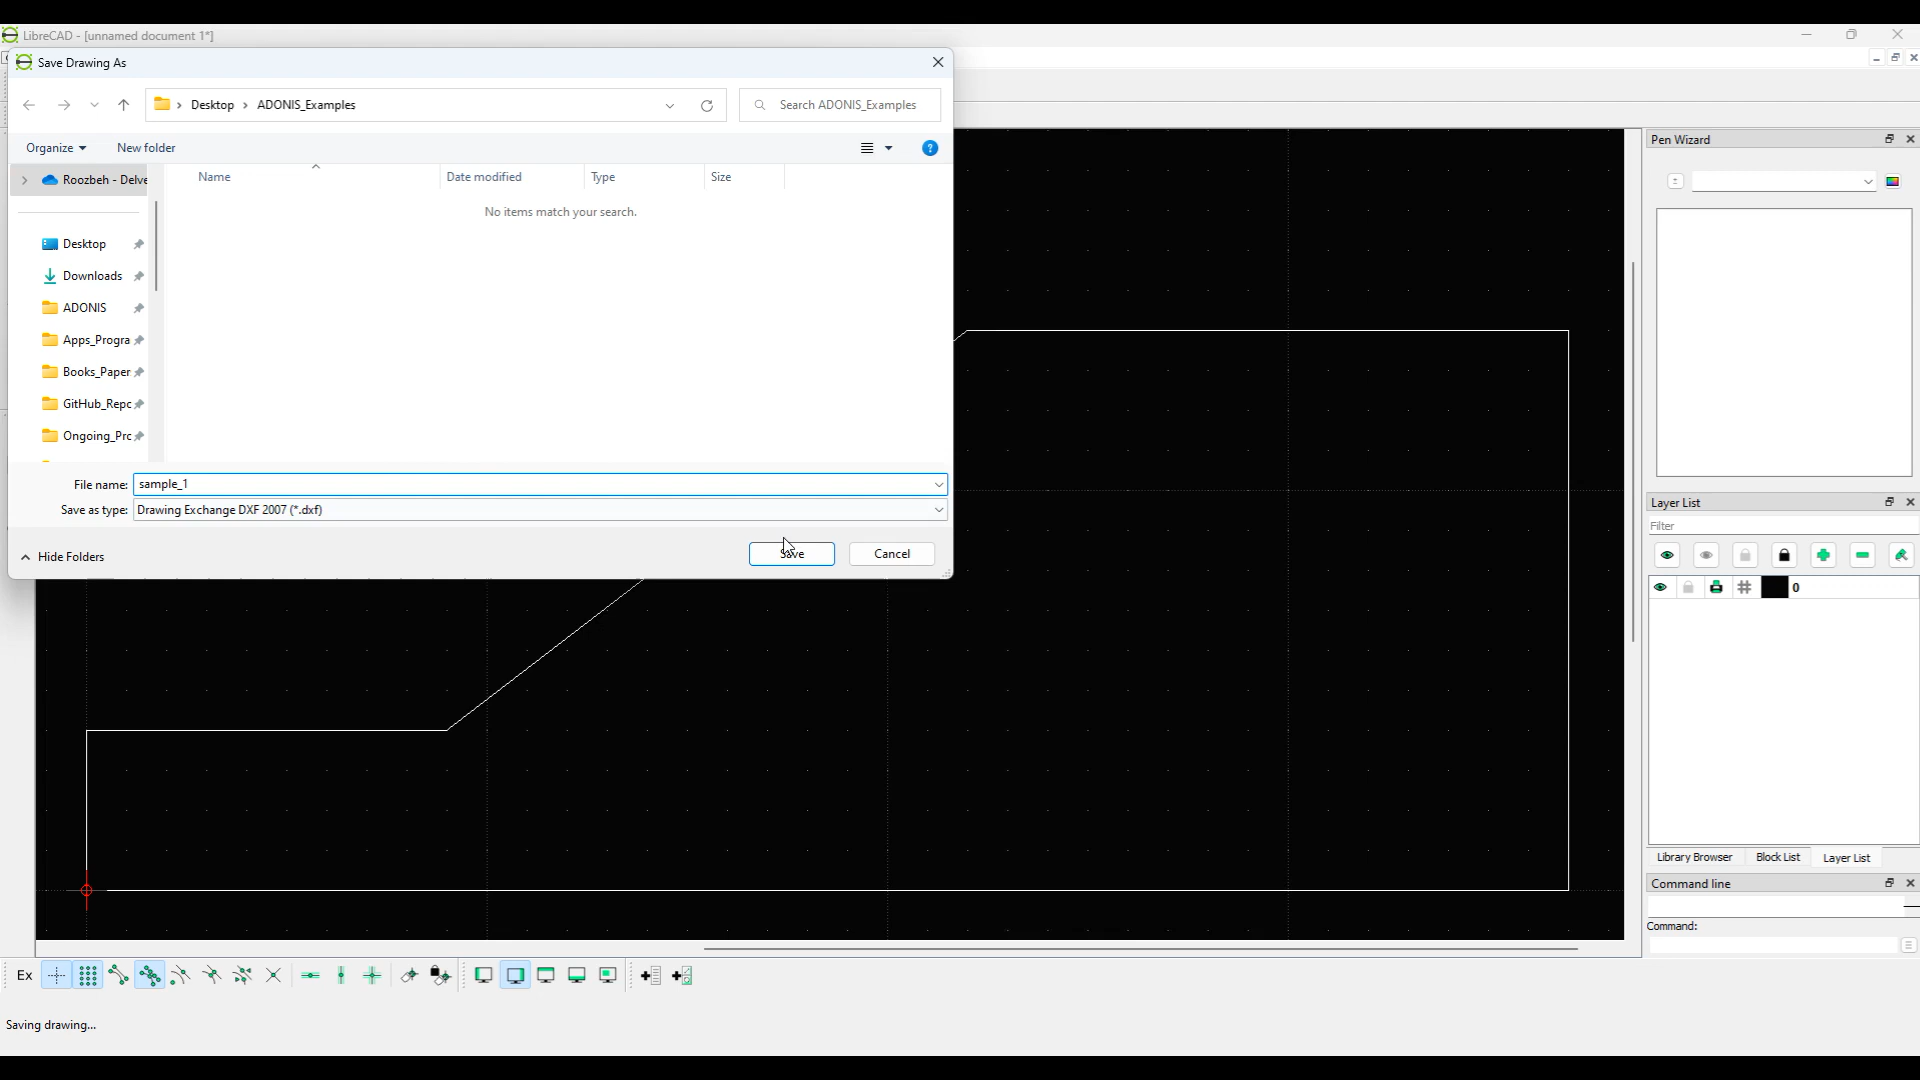 LibreCAD - [unnamed document 1*]
Save Drawing As
Desktop
ADONIS_Examples
Search ADONIS_Examples
Organize
New folder
?
Roozbeh - Delve
Name
Date modified
Type
Size
No items match your search.
Desktop
Downloads
ADONIS
Apps_Progra
Books_Paper
GitHub_Repc
Ongoing_Prc
File name: sample_1
Save as type: Drawing Exchange DXF 2007 (*.dxf)
Hide Folders
Save
Cancel
Pen Wizard
Layer List
Filter
0
Library Browser
Block List
Layer List
Command line
Command:
Ex
Saving drawing...